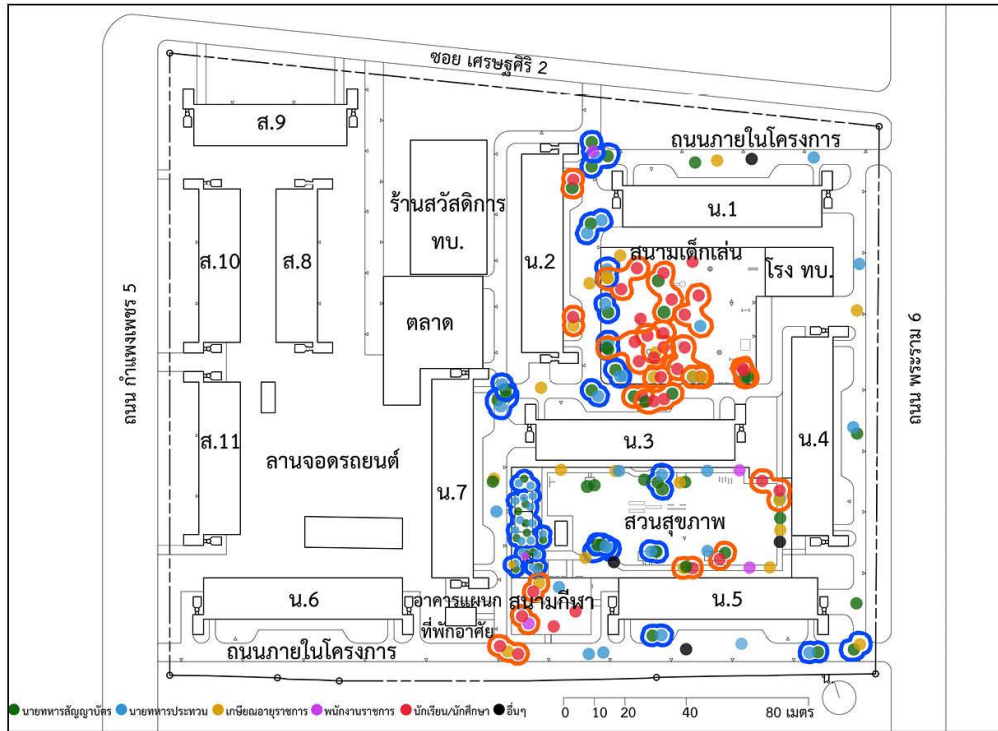 ซอย เศรษฐศิริ 2
ส.9
ถนนภายในโครงการ
ร้านสวัสดิการ
ทบ.
น.1
ส.10
ส.8
น.2
สนามเด็กเล่น
โรง ทบ.
ถนน กำแพงเพชร 5
ตลาด
ถนน พระราม 6
ส.11
ลานจอดรถยนต์
น.7
น.3
น.4
สวนสุขภาพ
น.6
อาคารแผนก
ที่พักอาศัย
สนามกีฬา
น.5
ถนนภายในโครงการ
น.
นายทหารสัญญาบัตร
นายทหารประทวน
เกษียณอายุราชการ
พนักงานราชการ
นักเรียน/นักศึกษา
อื่นๆ
0 10 20 40 80 เมตร